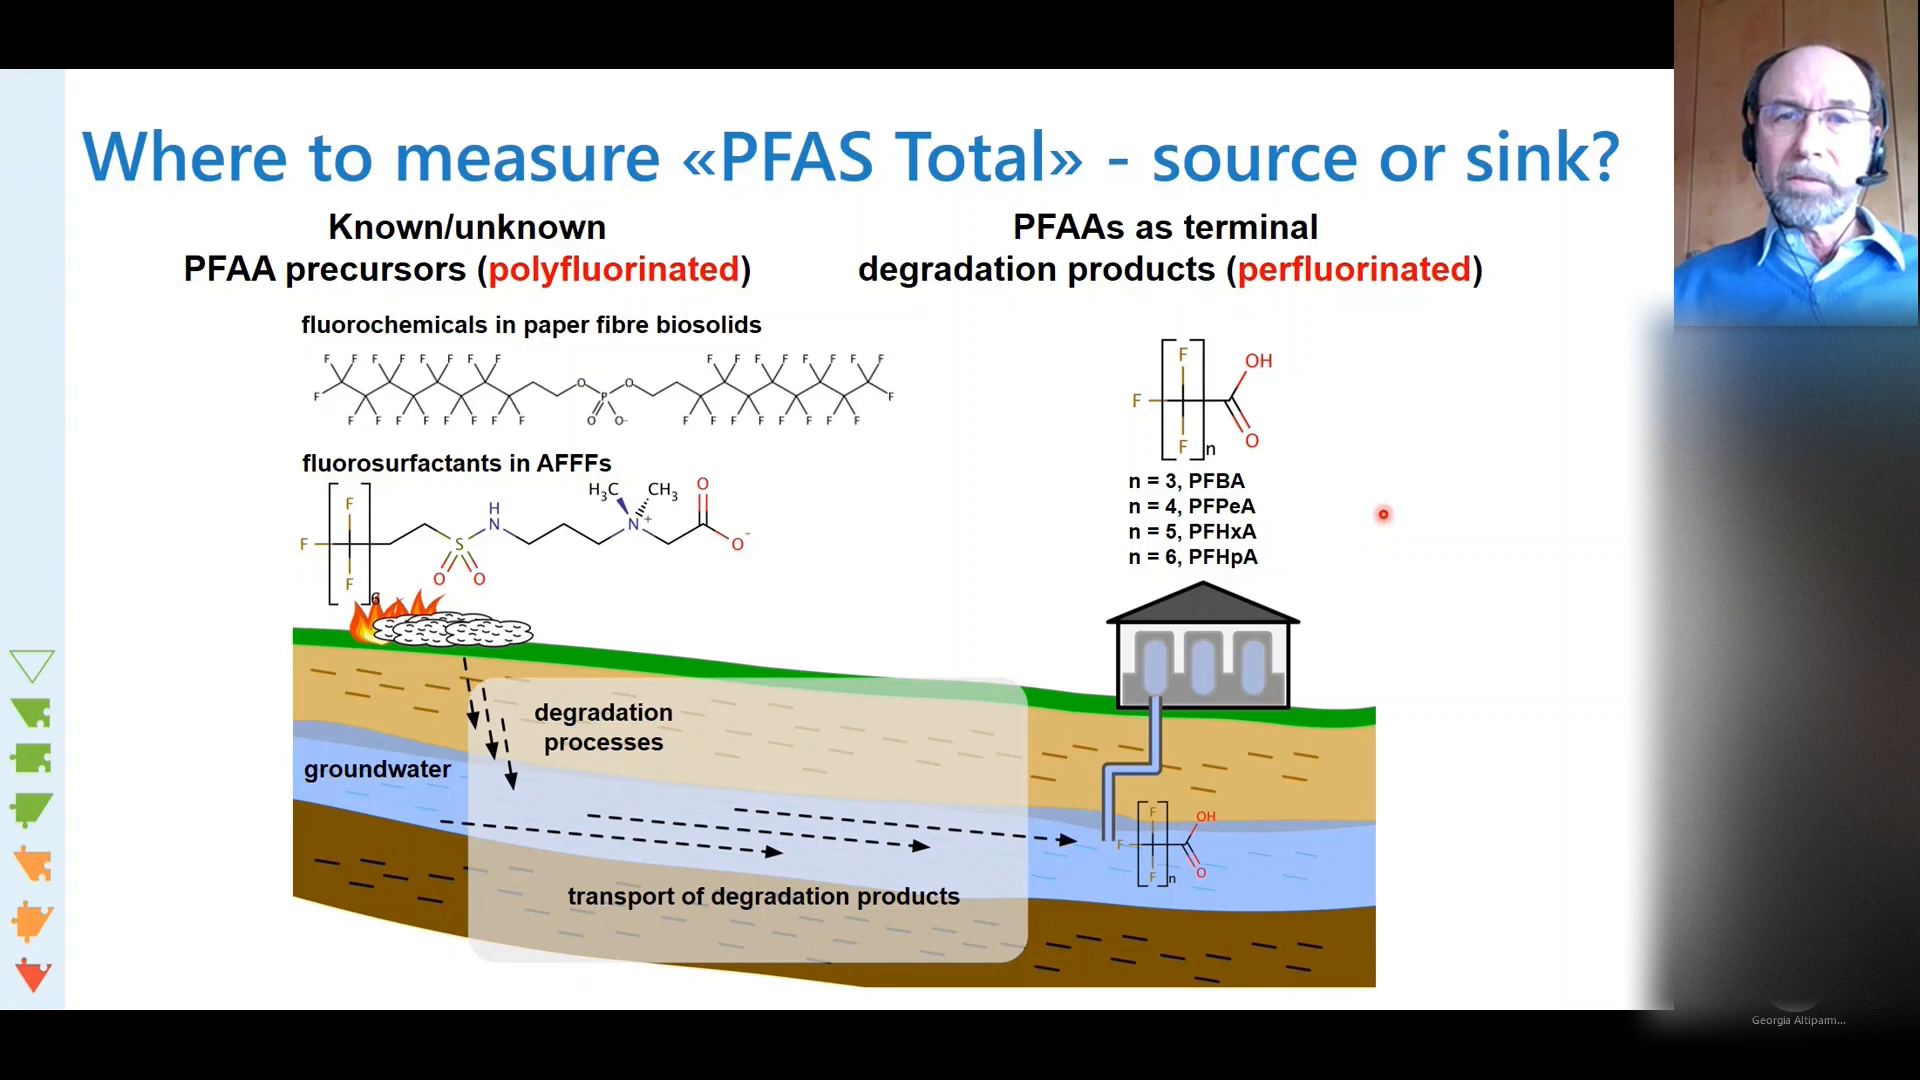 Where to measure «PFAS Total» - source or sink?
Known/unknown
PFAA precursors (polyfluorinated)
PFAAs as terminal
degradation products (perfluorinated)
fluorochemicals in paper fibre biosolids
F F F F F F F F F F F F F F F F
F O P O F
F F F F F F F F O O- F F F F F F F F
fluorosurfactants in AFFFs
F F F 6
S O O
H N
H3C CH3
N+
O O-
F F F n
OH
O
n = 3, PFBA
n = 4, PFPeA
n = 5, PFHxA
n = 6, PFHpA
degradation
processes
groundwater
transport of degradation products
F F F n
OH
O
Georgia Altiparm...